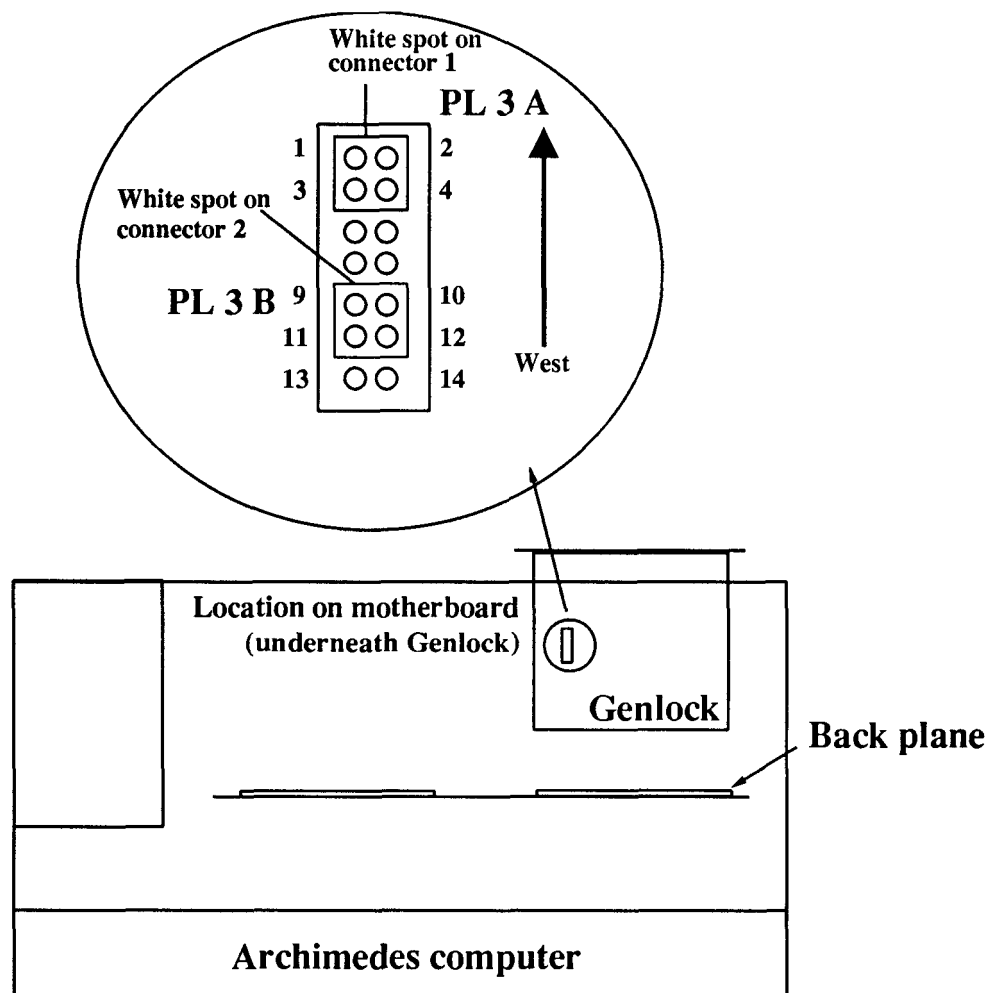 White spot on
connector 1
PL 3 A
1 2
3 4
White spot on
connector 2
PL 3 B 9 10
11 12
13 14
West
Location on motherboard
(underneath Genlock)
Genlock
Back plane
Archimedes computer